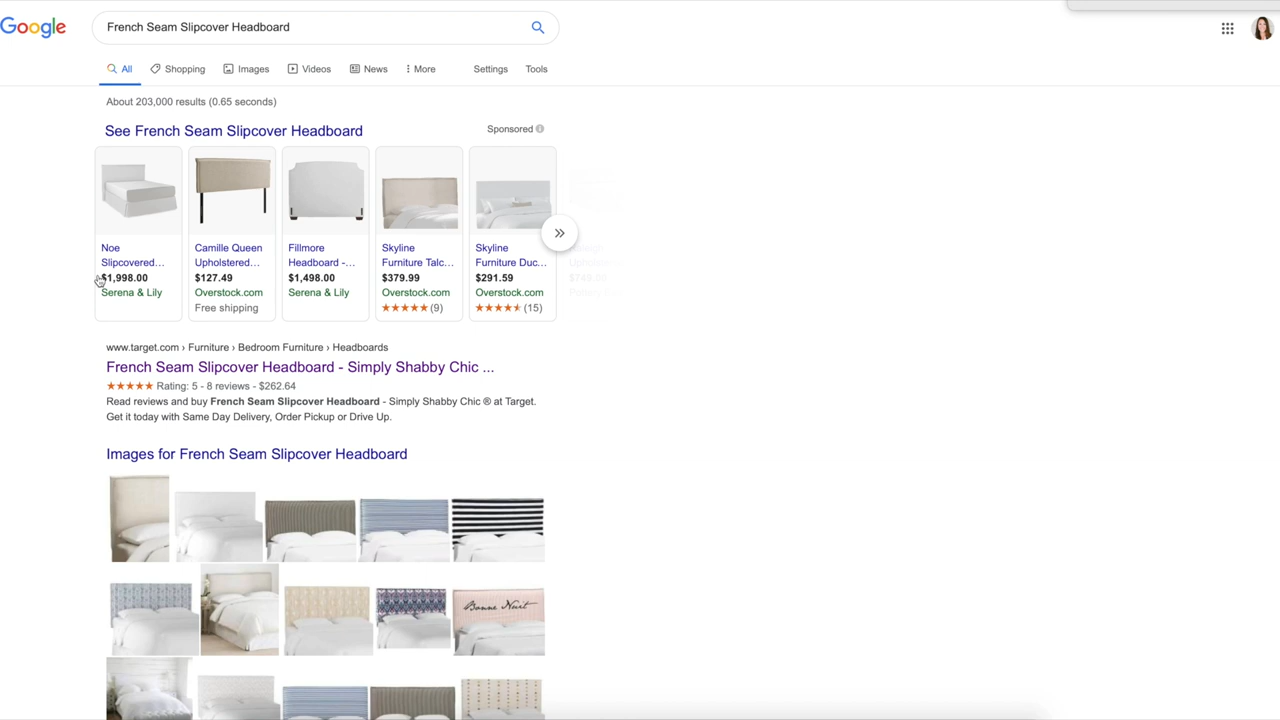 Google
French Seam Slipcover Headboard
All Shopping Images Videos News More Settings Tools
About 203,000 results (0.65 seconds)
See French Seam Slipcover Headboard
Sponsored
Noe
Slipcovered...
$1,998.00
Serena & Lily
Camille Queen
Upholstered...
$127.49
Overstock.com
Free shipping
Fillmore
Headboard -...
$1,498.00
Serena & Lily
Skyline
Furniture Talc...
$379.99
Overstock.com
(9)
Skyline
Furniture Duc...
$291.59
Overstock.com
(15)
www.target.com › Furniture › Bedroom Furniture › Headboards
French Seam Slipcover Headboard - Simply Shabby Chic ...
Rating: 5 - 8 reviews - $262.64
Read reviews and buy French Seam Slipcover Headboard - Simply Shabby Chic ® at Target.
Get it today with Same Day Delivery, Order Pickup or Drive Up.
Images for French Seam Slipcover Headboard
Bonne Nuit